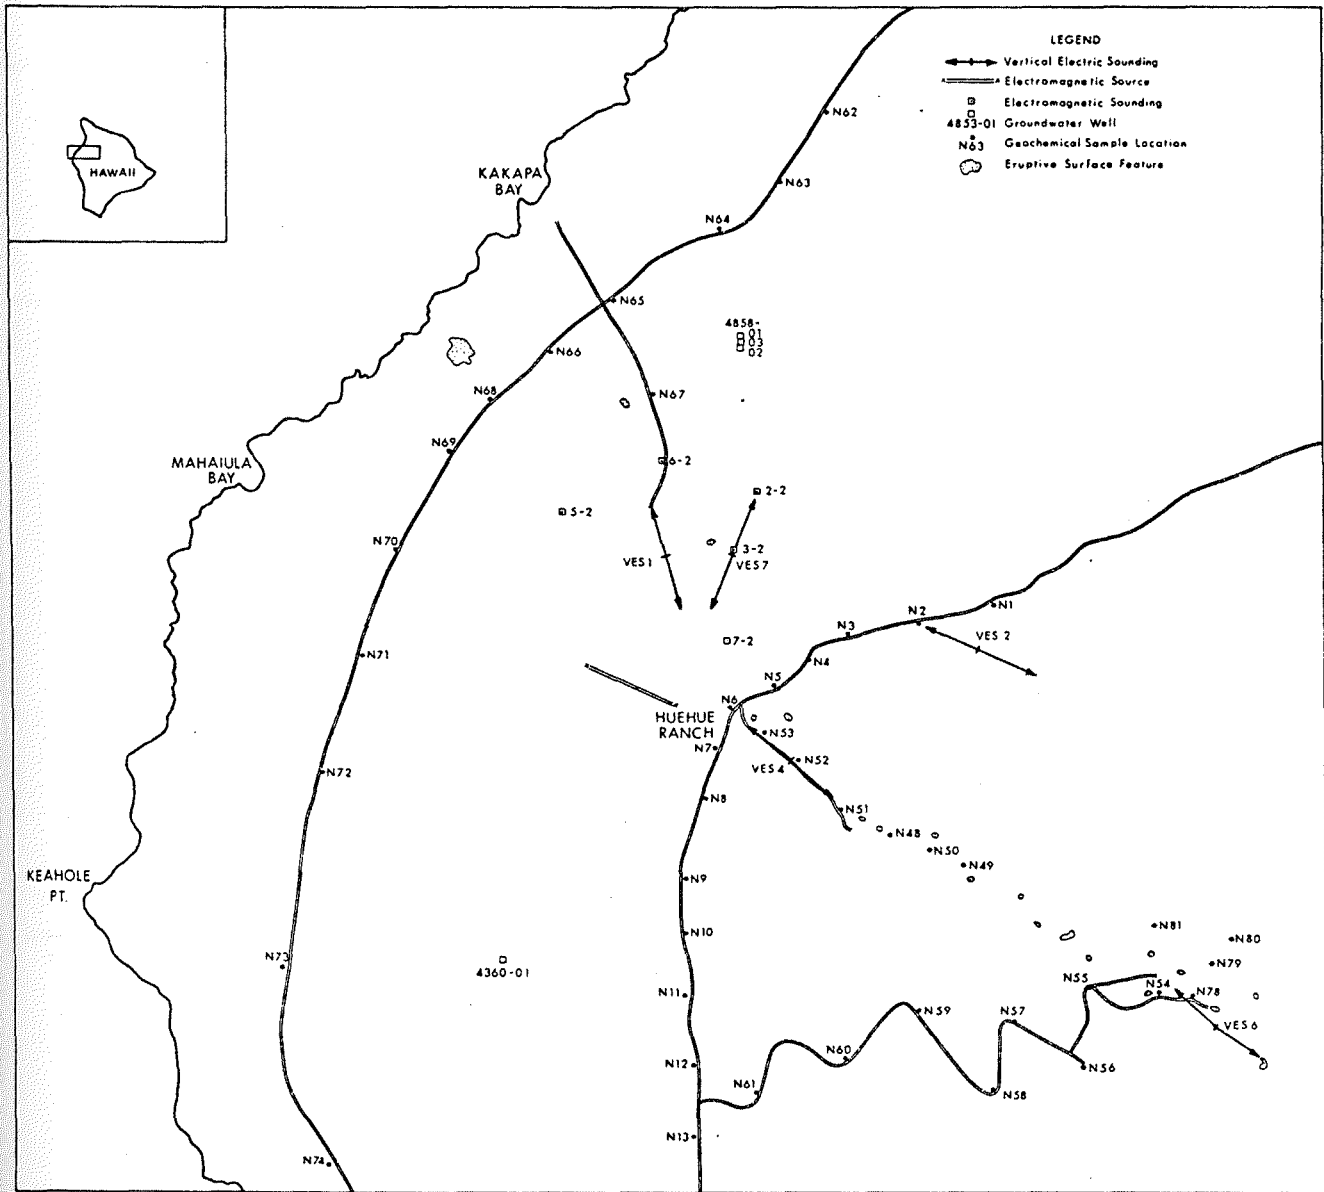 LEGEND
Vertical Electric Sounding
Electromagnetic Source
Electromagnetic Sounding
4853-01 Groundwater Well
N63 Geochemical Sample Location
Eruptive Surface Feature
HAWAII
KAKAPA
BAY
N62
N63
N64
N65
4858-
01
03
02
N66
N67
N68
N69
MAHAIULA
BAY
6-2
2-2
5-2
N70
3-2
VES 1
VES 7
N1
N2
N3
VES 2
7-2
N4
N71
N5
N6
HUEHUE
RANCH
N53
N7
N52
VES 4
N72
N8
N51
N48
N50
N49
KEAHOLE
PT.
N9
N10
N81
N80
N79
N73
4360-01
N55
N54
N78
N11
N59
N57
VES 6
N12
N60
N56
N61
N58
N13
N74